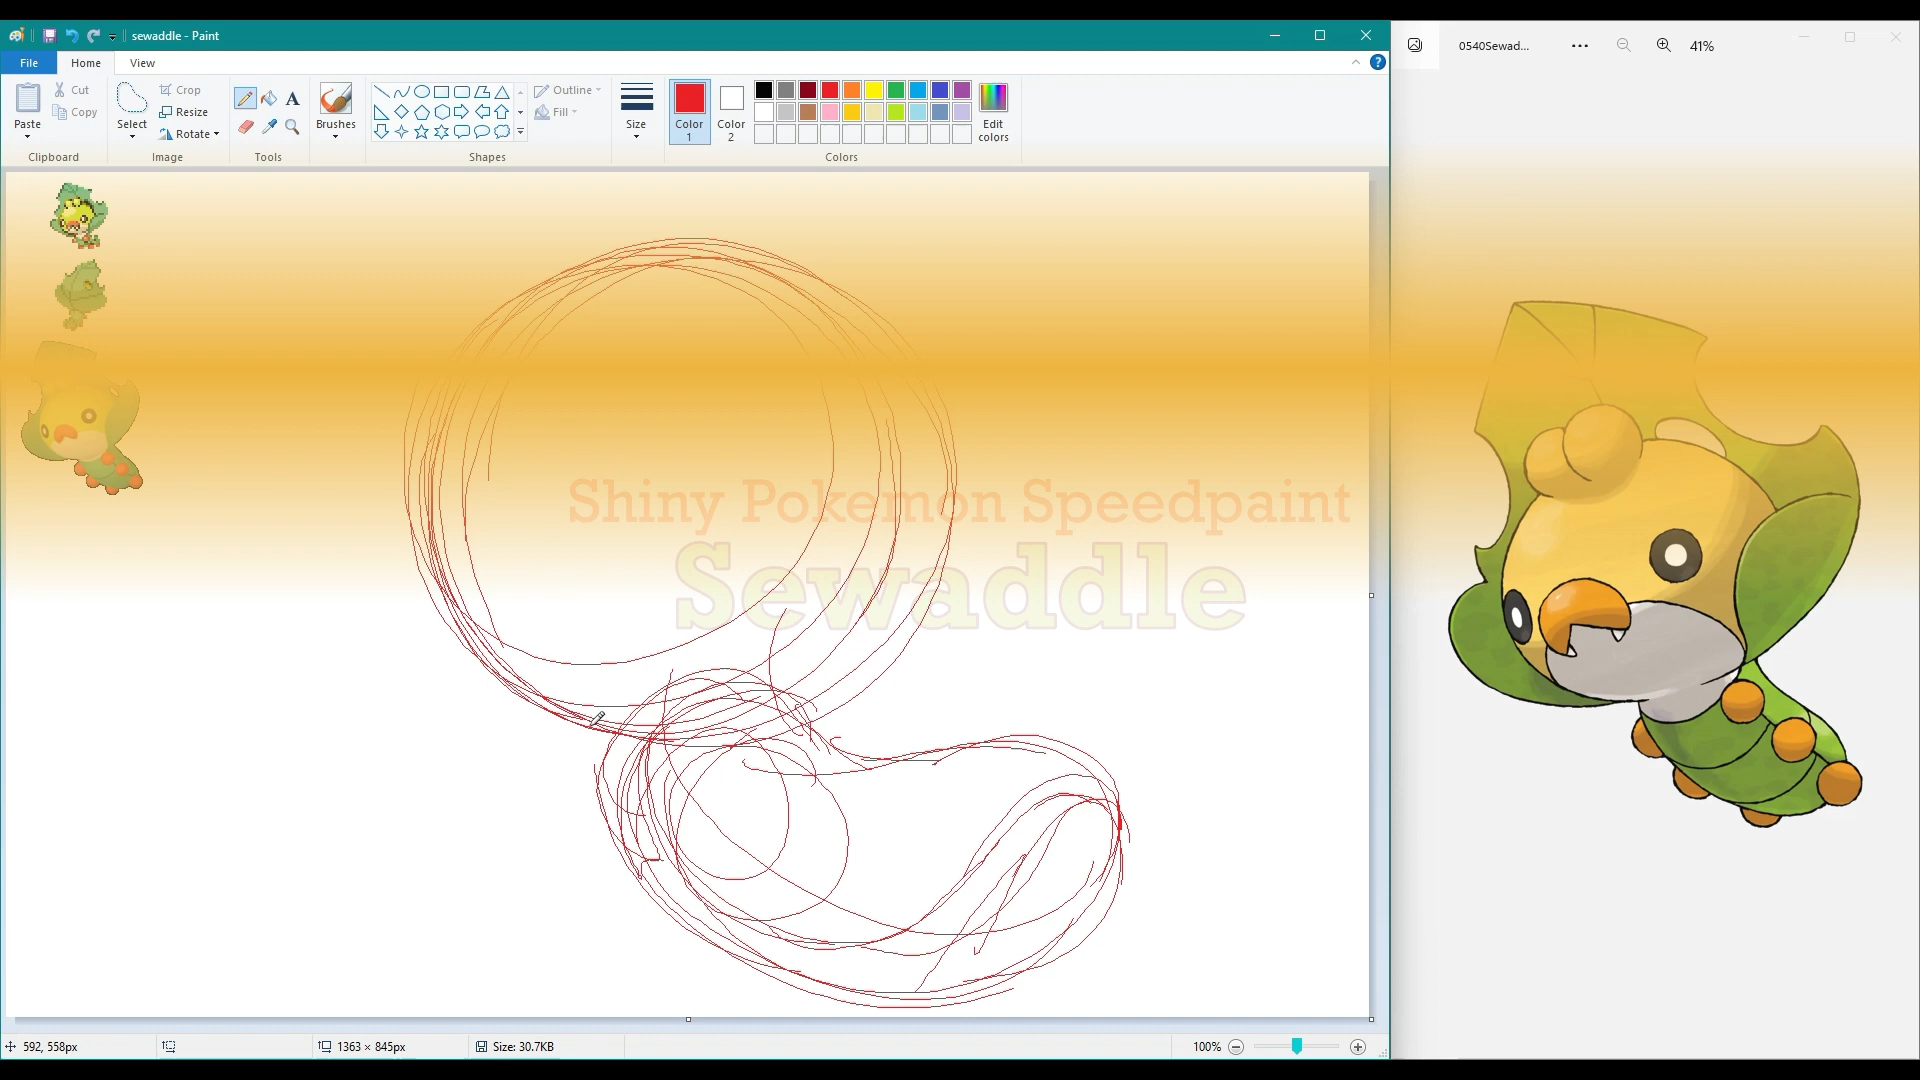 sewaddle - Paint
0540Sewad...
41%
File
Home
View
Paste
Cut
Copy
Clipboard
Select
Crop
Resize
Rotate
Image
Tools
Brushes
Shapes
Outline
Fill
Size
Color
1
Color
2
Edit
colors
Colors
Shiny Pokemon Speedpaint
Sewaddle
592, 558px
1363 × 845px
Size: 30.7KB
100%